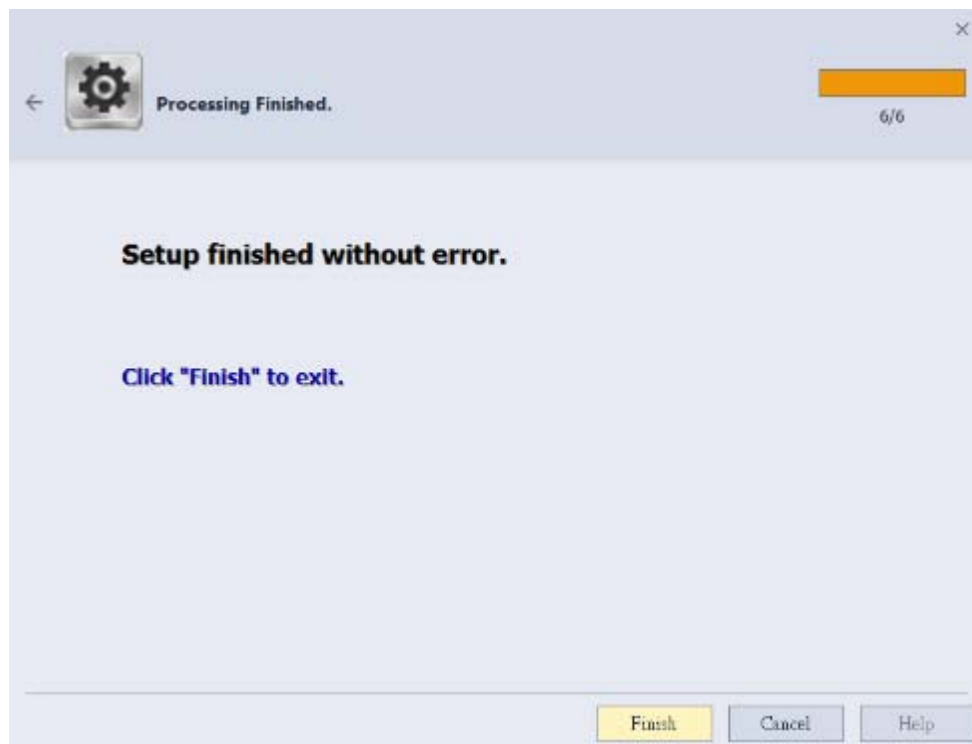 Processing Finished.
6/6
Setup finished without error.
Click "Finish" to exit.
Finish Cancel Help